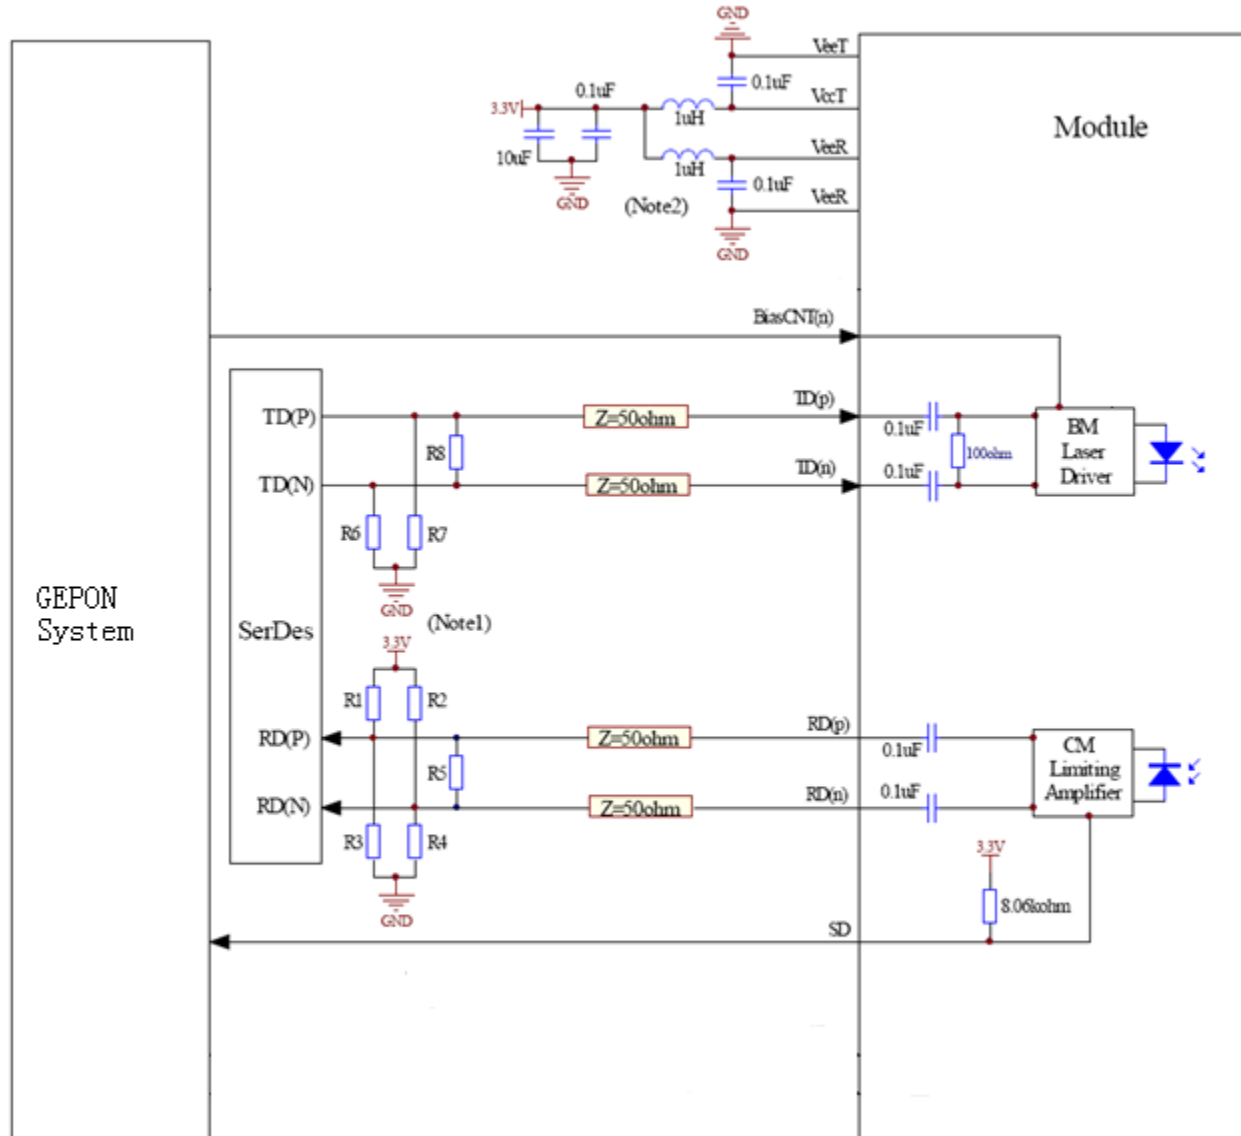 GND
VeeT
0.1uF
0.1uF
VccT
3.3V
1uH
Module
10uF
VeeR
1uH
0.1uF
GND
(Note2)
VeeR
GND
BiasCNT(n)
TD(P)
Z=50ohm
TD(p)
0.1uF
BM
Laser
Driver
R8
100ohm
TD(N)
Z=50ohm
TD(n)
0.1uF
R6
R7
GND
GEPON
System
SerDes
(Note1)
3.3V
R1
R2
RD(P)
Z=50ohm
RD(p)
0.1uF
CM
Limiting
Amplifier
R5
RD(N)
Z=50ohm
RD(n)
0.1uF
R3
R4
3.3V
GND
8.06kohm
SD